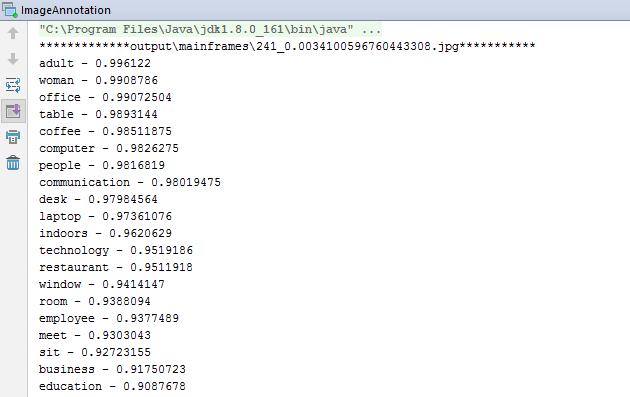 ImageAnnotation
"C:\Program Files\Java\jdk1.8.0_161\bin\java" ...
*************output\mainframes\241_0.0034100596760443308.jpg***********
adult - 0.996122
woman - 0.9908786
office - 0.99072504
table - 0.9893144
coffee - 0.98511875
computer - 0.9826275
people - 0.9816819
communication - 0.98019475
desk - 0.97984564
laptop - 0.97361076
indoors - 0.9620629
technology - 0.9519186
restaurant - 0.9511918
window - 0.9414147
room - 0.9388094
employee - 0.9377489
meet - 0.9303043
sit - 0.92723155
business - 0.91750723
education - 0.9087678